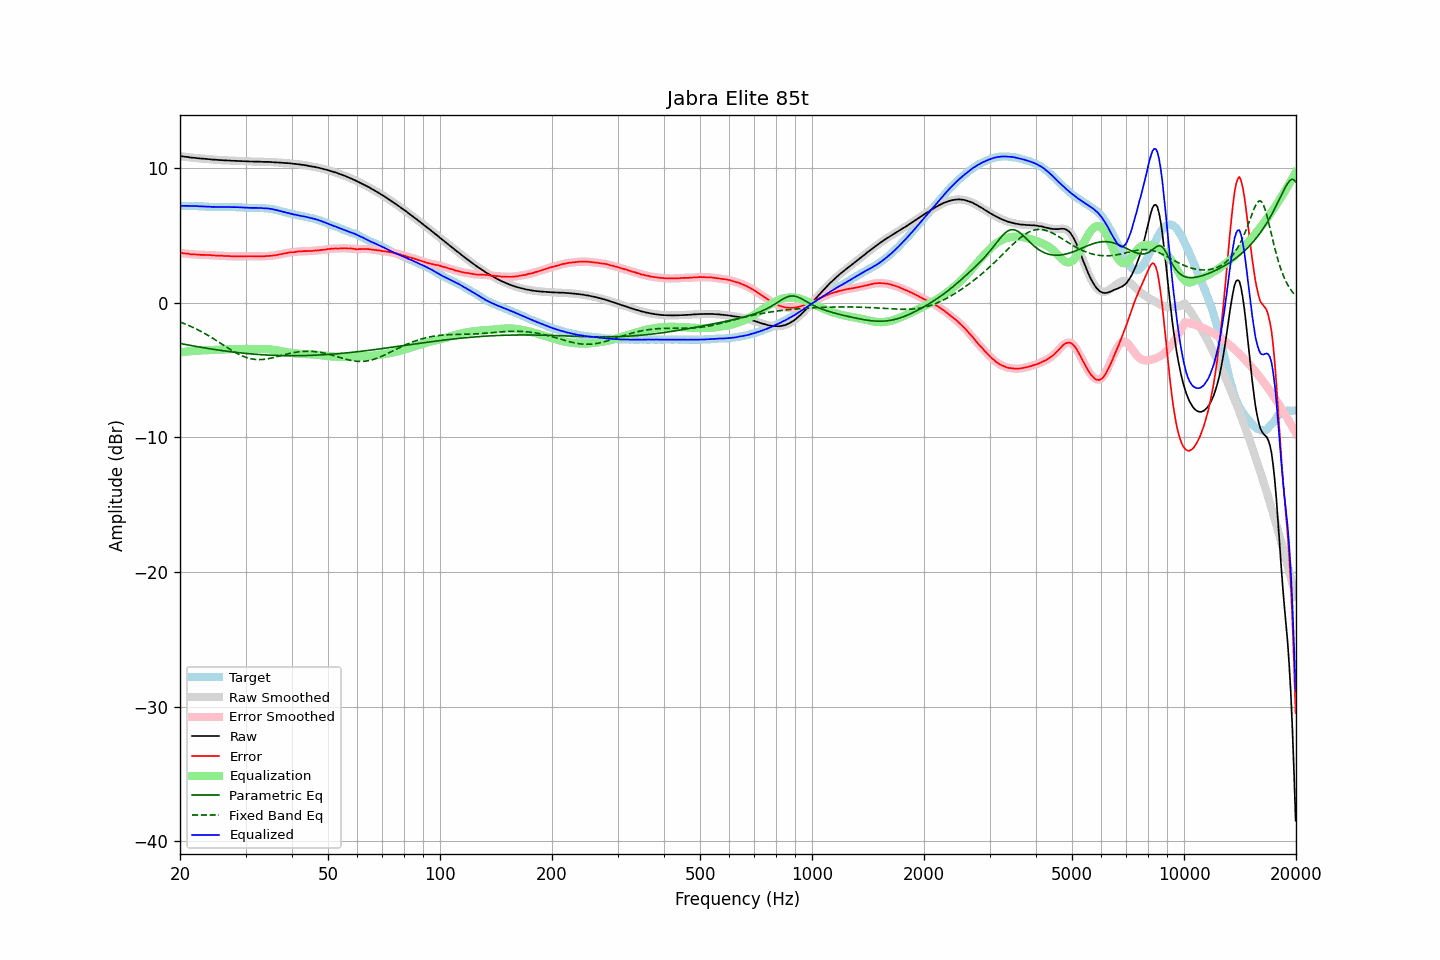 Jabra Elite 85t
Amplitude (dBr)
10
0
−10
−20
−30
−40
Target
Raw Smoothed
Error Smoothed
Raw
Error
Equalization
Parametric Eq
Fixed Band Eq
Equalized
20 50 100 200 500 1000 2000 5000 10000 20000
Frequency (Hz)